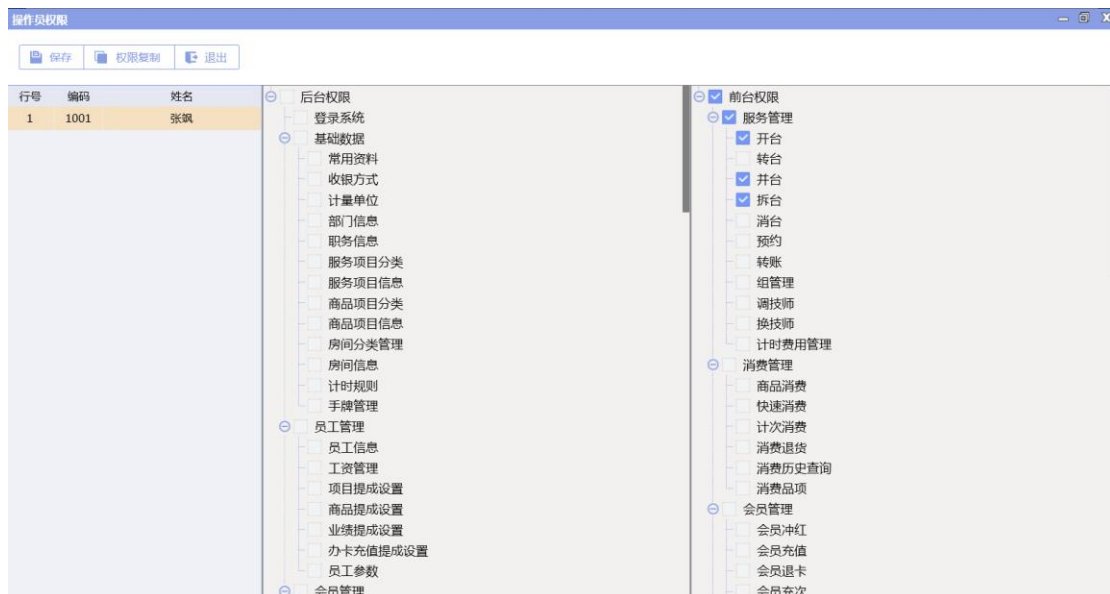 操作员权限
保存 权限复制 退出
行号 编码 姓名
1 1001 张飒
后台权限
登录系统
基础数据
常用资料
收银方式
计量单位
部门信息
职务信息
服务项目分类
服务项目信息
商品项目分类
商品项目信息
房间分类管理
房间信息
计时规则
手牌管理
员工管理
员工信息
工资管理
项目提成设置
商品提成设置
业绩提成设置
办卡充值提成设置
员工参数
会员管理
前台权限
服务管理
开台
转台
并台
拆台
消台
预约
转账
组管理
调技师
换技师
计时费用管理
消费管理
商品消费
快速消费
计次消费
消费退货
消费历史查询
消费品项
会员管理
会员冲红
会员充值
会员退卡
会员充次